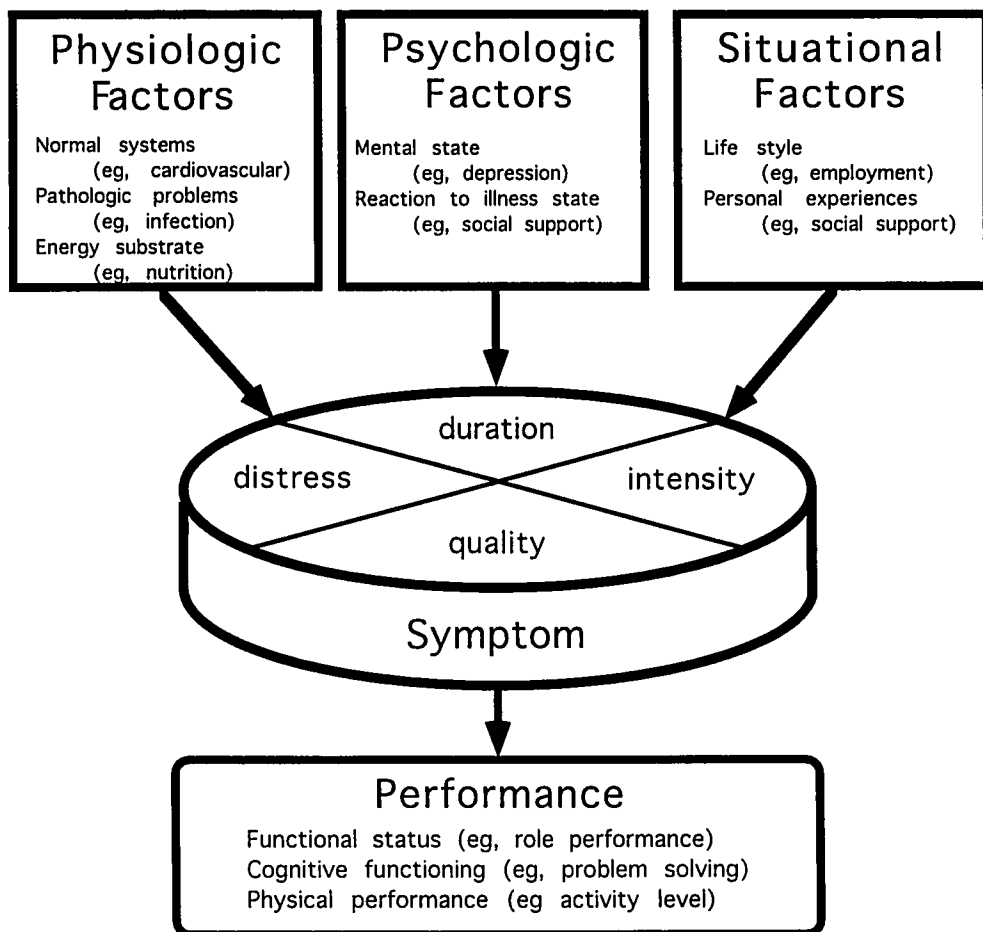 Physiologic
Factors
Normal systems
(eg, cardiovascular)
Pathologic problems
(eg, infection)
Energy substrate
(eg, nutrition)
Psychologic
Factors
Mental state
(eg, depression)
Reaction to illness state
(eg, social support)
Situational
Factors
Life style
(eg, employment)
Personal experiences
(eg, social support)
duration
distress
intensity
quality
Symptom
Performance
Functional status (eg, role performance)
Cognitive functioning (eg, problem solving)
Physical performance (eg activity level)